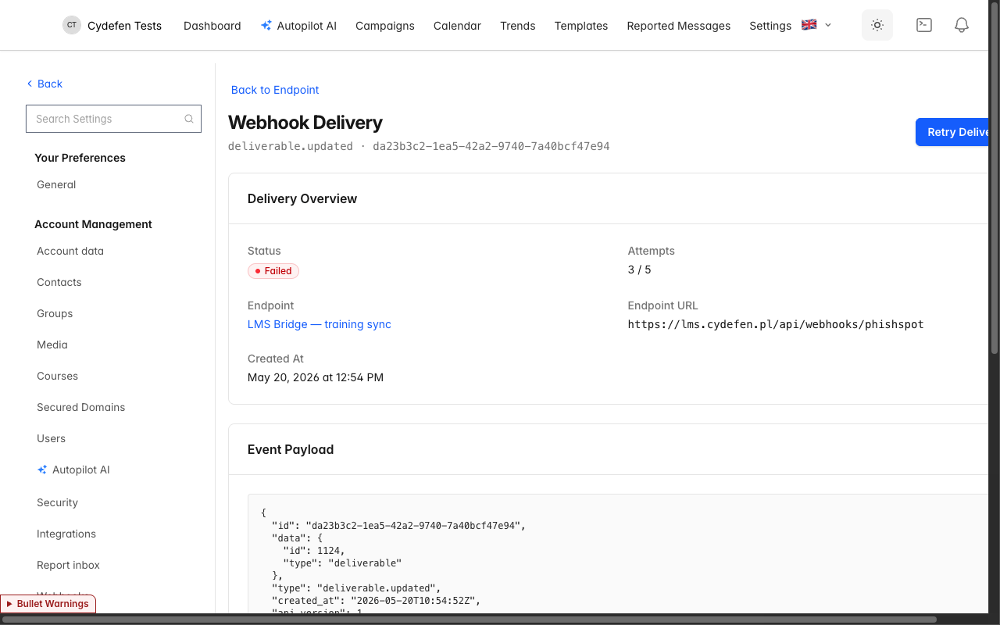 CT Cydefen Tests Dashboard Autopilot AI Campaigns Calendar Trends Templates Reported Messages Settings
Back
Search Settings
Your Preferences
General
Account Management
Account data
Contacts
Groups
Media
Courses
Secured Domains
Users
Autopilot AI
Security
Integrations
Report inbox
Webhooks
Bullet Warnings
Back to Endpoint
Webhook Delivery
deliverable.updated · da23b3c2-1ea5-42a2-9740-7a40bcf47e94
Retry Delive
Delivery Overview
Status
Failed
Attempts
3 / 5
Endpoint
LMS Bridge — training sync
Endpoint URL
https://lms.cydefen.pl/api/webhooks/phishspot
Created At
May 20, 2026 at 12:54 PM
Event Payload
{
"id": "da23b3c2-1ea5-42a2-9740-7a40bcf47e94",
"data": {
"id": 1124,
"type": "deliverable"
},
"type": "deliverable.updated",
"created_at": "2026-05-20T10:54:52Z",
"api_version": 1